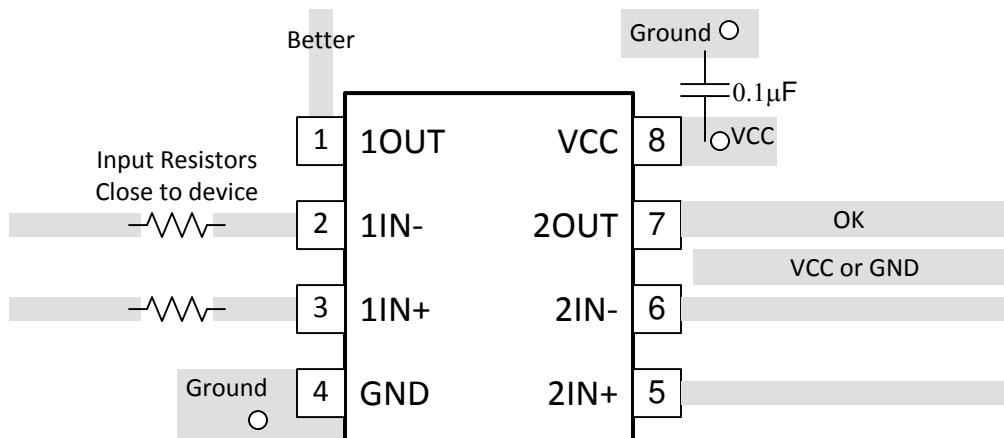 Better
Ground
0.1µF
1 1OUT VCC 8 VCC
Input Resistors
Close to device
2 1IN- 2OUT 7 OK
VCC or GND
3 1IN+ 2IN- 6
Ground
4 GND 2IN+ 5